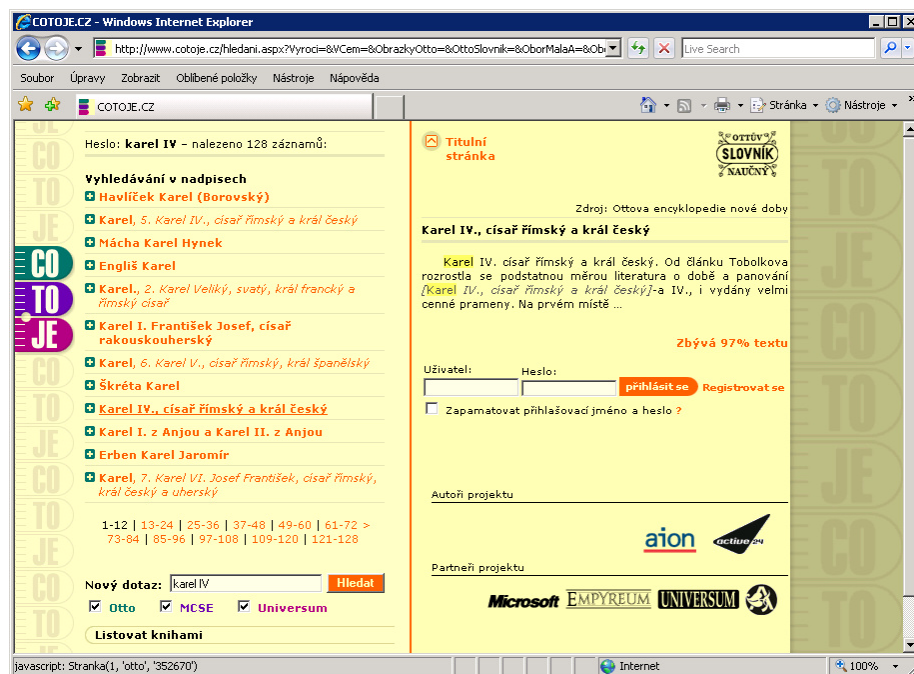 COTOJE.CZ - Windows Internet Explorer
http://www.cotoje.cz/hledani.aspx?Vyroci=&VCem=&ObrazkyOtto=&OttoSlovnik=&OborMalaA=&Obo
Live Search
Soubor Úpravy Zobrazit Oblíbené položky Nástroje Nápověda
COTOJE.CZ
Stránka Nástroje
Heslo: karel IV - nalezeno 128 záznamů:
Vyhledávání v nadpisech
Havlíček Karel (Borovský)
Karel, 5. Karel IV., císař římský a král český
Mácha Karel Hynek
Engliš Karel
Karel., 2. Karel Veliký, svatý, král francký a
římský císař
Karel I. František Josef, císař
rakouskouherský
Karel, 6. Karel V., císař římský, král španělský
Škréta Karel
Karel IV., císař římský a král český
Karel I. z Anjou a Karel II. z Anjou
Erben Karel Jaromír
Karel, 7. Karel VI. Josef František, císař římský,
král český a uherský
1-12 | 13-24 | 25-36 | 37-48 | 49-60 | 61-72 >
73-84 | 85-96 | 97-108 | 109-120 | 121-128
Nový dotaz: karel IV Hledat
Otto MCSE Universum
Listovat knihami
CO
TO
JE
Titulní
stránka
OTTŮV
SLOVNÍK
NAUČNÝ
Zdroj: Ottova encyklopedie nové doby
Karel IV., císař římský a král český
Karel IV. císař římský a král český. Od článku Tobolkova
rozrostla se podstatnou měrou literatura o době a panování
[Karel IV., císař římský a král český]-a IV., i vydány velmi
cenné prameny. Na prvém místě ...
Zbývá 97% textu
Uživatel: Heslo:
přihlásit se Registrovat se
Zapamatovat přihlašovací jméno a heslo ?
Autoři projektu
aion active 24
Partneři projektu
Microsoft EMPYREUM UNIVERSUM
javascript: Stranka(1, 'otto', '352670')
Internet
100%